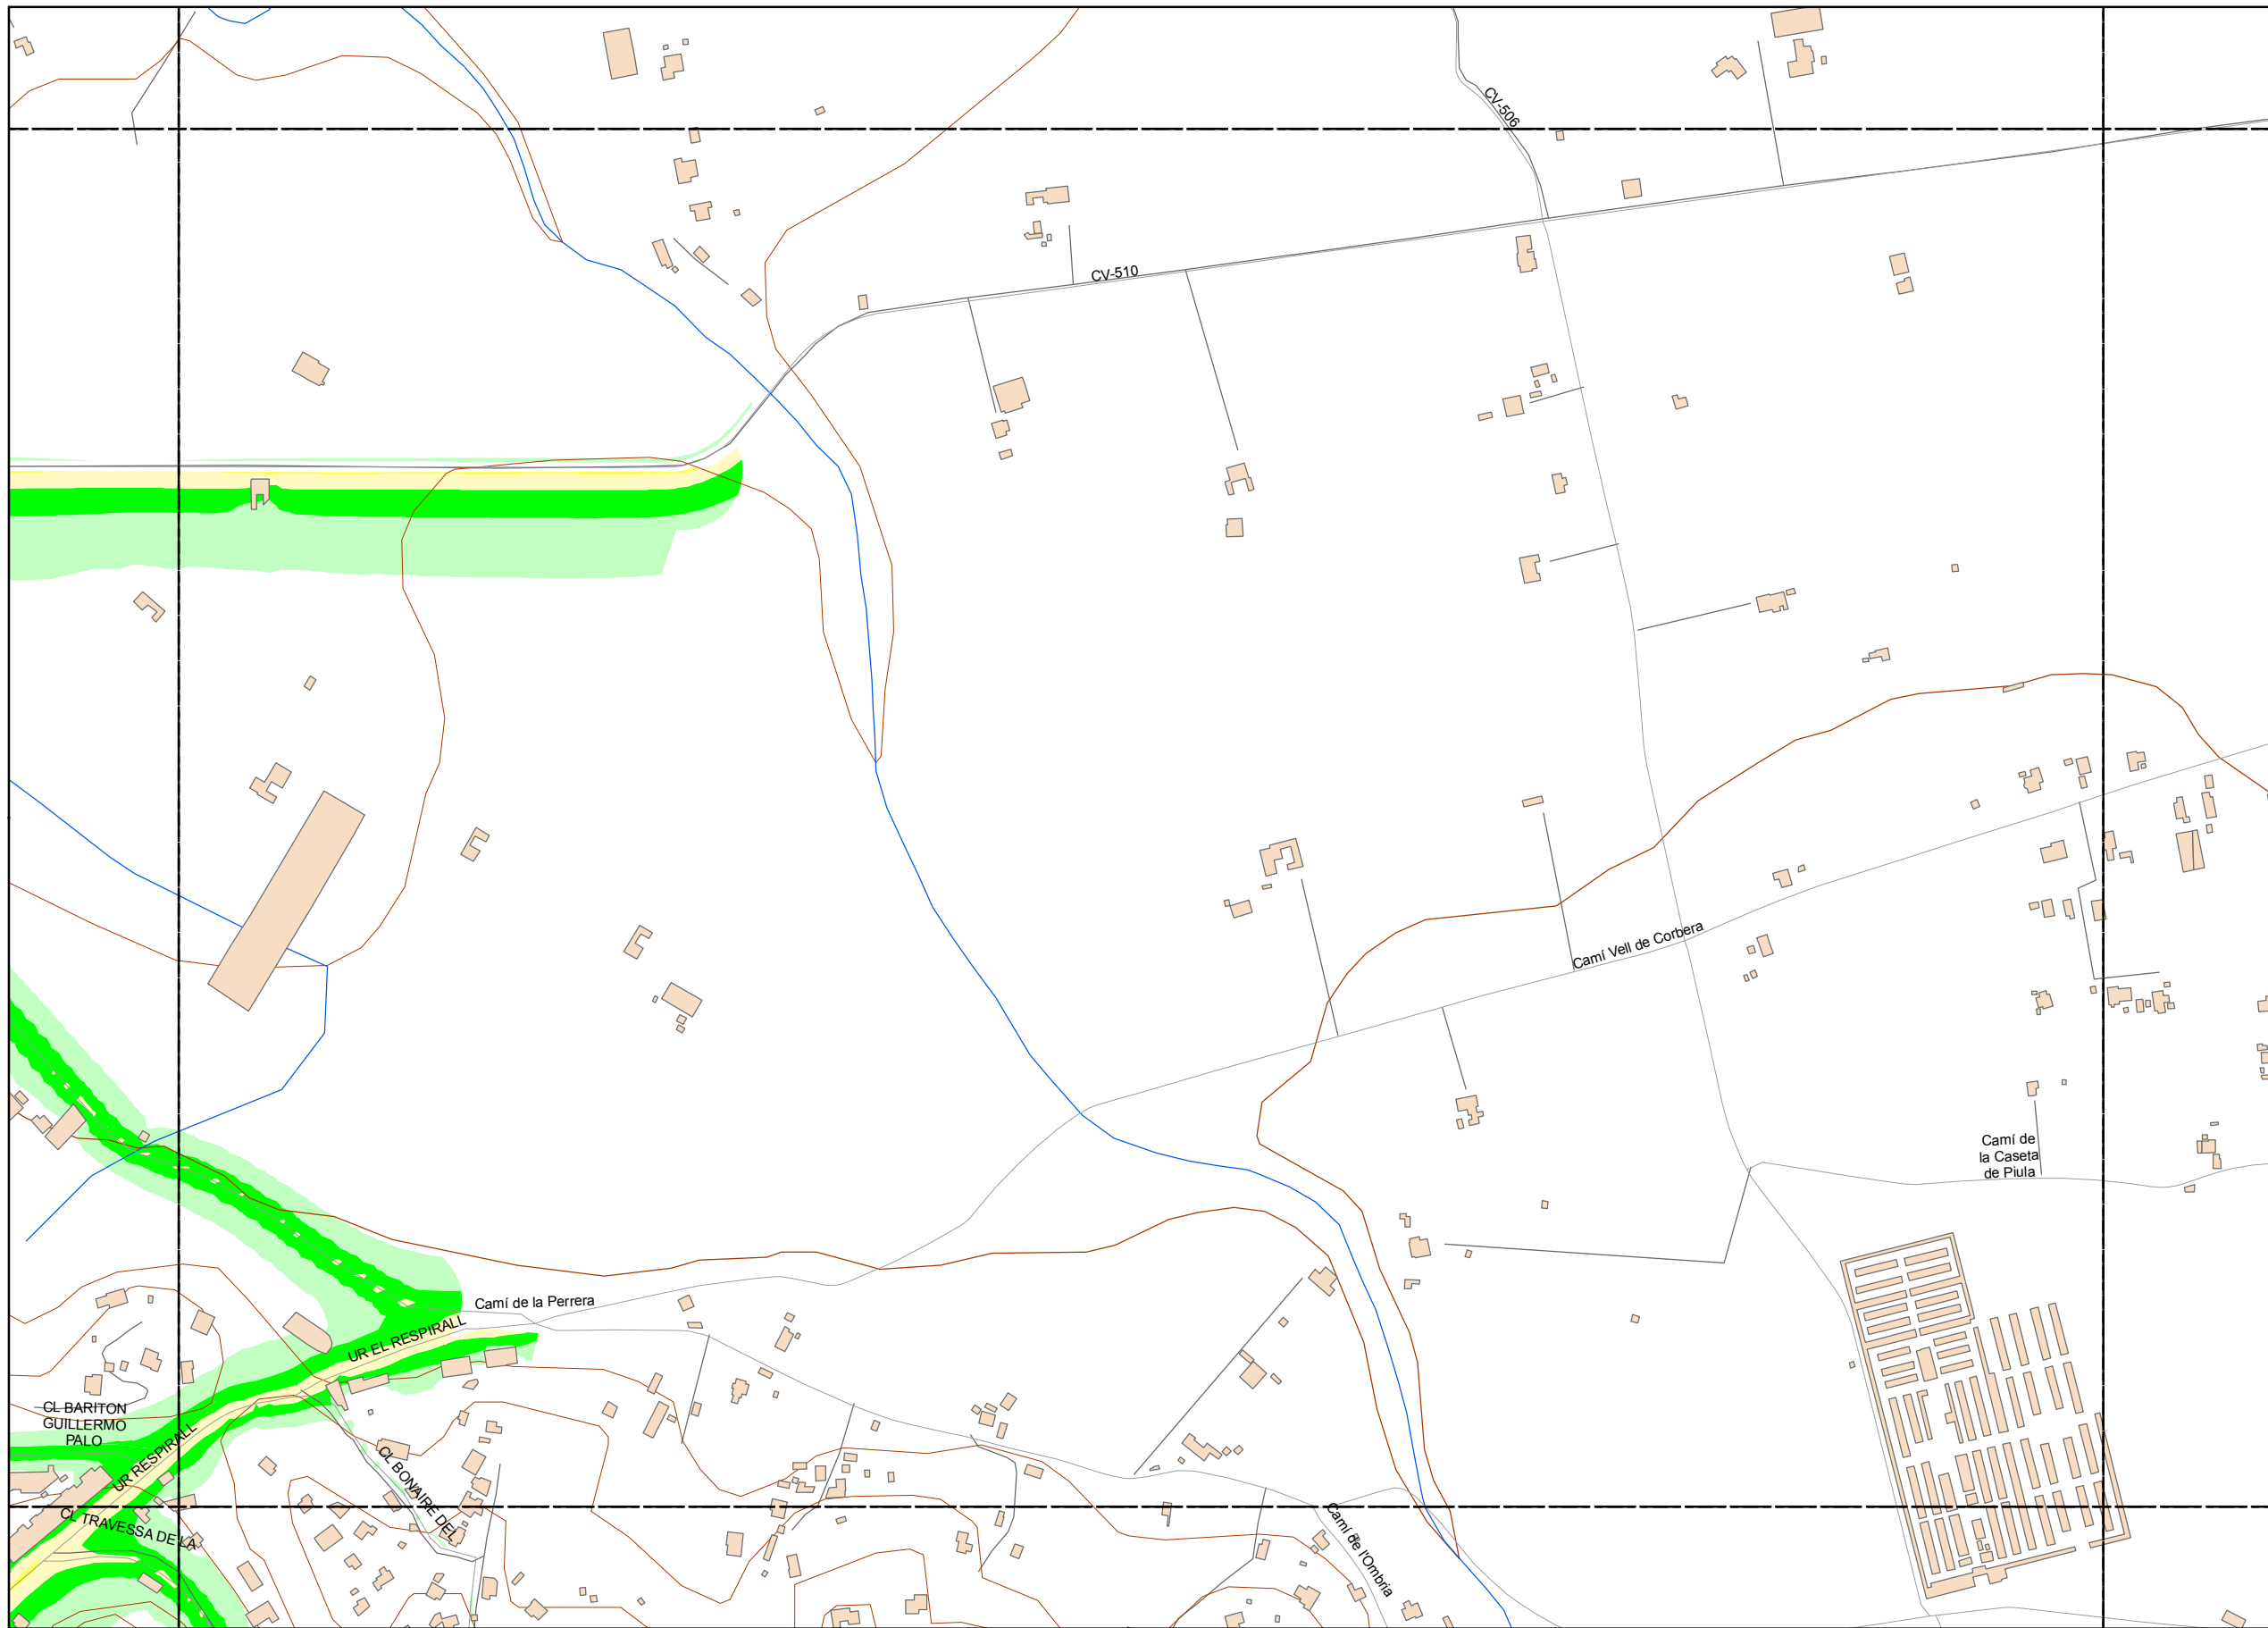 CV-506
CV-510
Camí Vell de Corbera
Camí de
la Caseta
de Piula
Camí de la Perrera
UR EL RESPIRALL
CL BARITON
GUILLERMO
PALO
UR RESPIRALL
CL BONAIRE DEL
CL TRAVESSA DE LA
Camí de l'Ombria